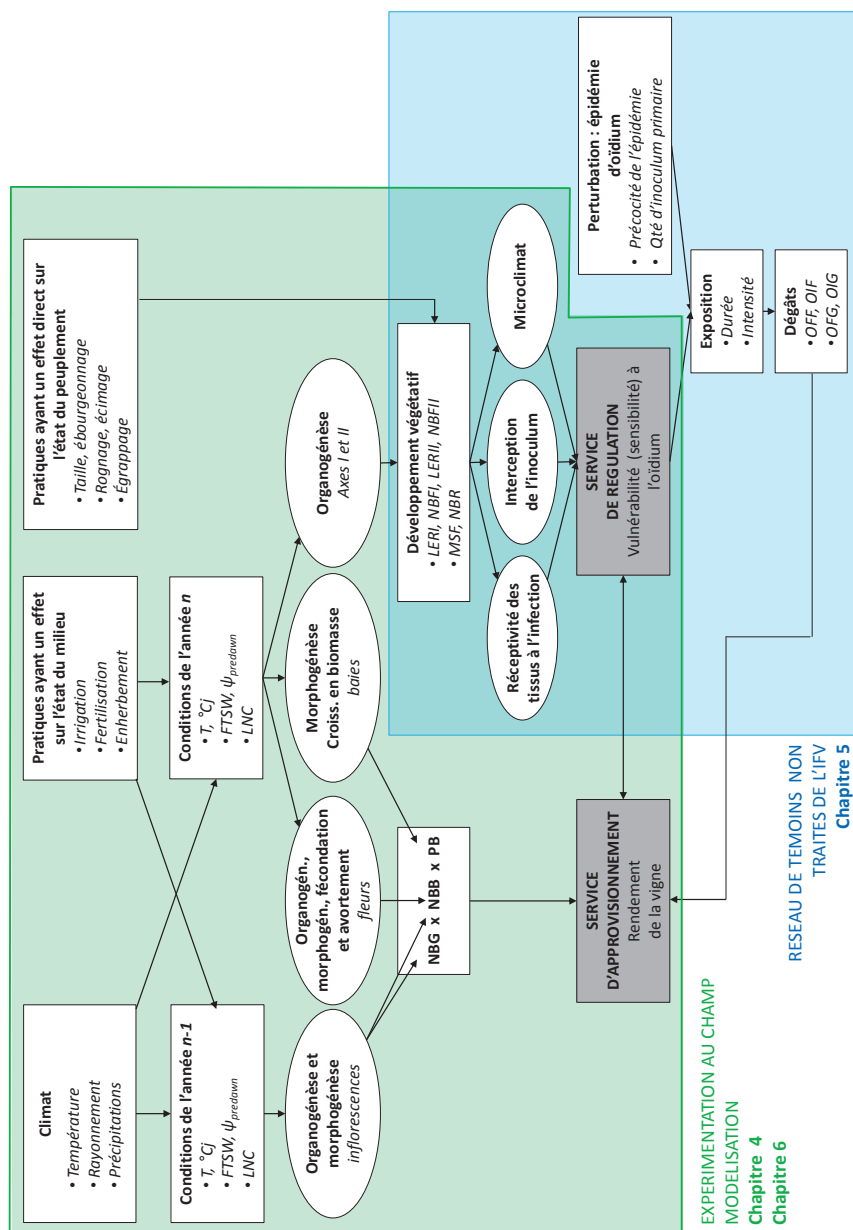 Climat
• Température
• Rayonnement
• Précipitations
Pratiques ayant un effet
sur l'état du milieu
• Irrigation
• Fertilisation
• Enherbement
Pratiques ayant un effet direct sur
l'état du peuplement
• Taille, ébourgeonnage
• Rognage, écimage
• Égrappage
Conditions de l'année n-1
• T, °Cj
• FTSW, ψpredawn
• LNC
Conditions de l'année n
• T, °Cj
• FTSW, ψpredawn
• LNC
Organogénèse et
morphogénèse
inflorescences
Organogén.,
morphogén., fécondation
et avortement
fleurs
Morphogénèse
Croiss. en biomasse
baies
Organogénèse
Axes I et II
NBG x NBB x PB
Développement végétatif
• LERI, NBFI, LERII, NBFII
• MSF, NBR
Réceptivité des
tissus à l'infection
Interception
de l'inoculum
Microclimat
Perturbation : épidémie
d'oïdium
• Précocité de l'épidémie
• Qté d'inoculum primaire
SERVICE
D'APPROVISIONNEMENT
Rendement
de la vigne
SERVICE
DE REGULATION
Vulnérabilité (sensibilité) à
l'oïdium
Exposition
• Durée
• Intensité
Dégâts
• OFF, OIF
• OFG, OIG
EXPERIMENTATION AU CHAMP
MODELISATION
Chapitre 4
Chapitre 6
RESEAU DE TEMOINS NON
TRAITES DE L'IFV
Chapitre 5